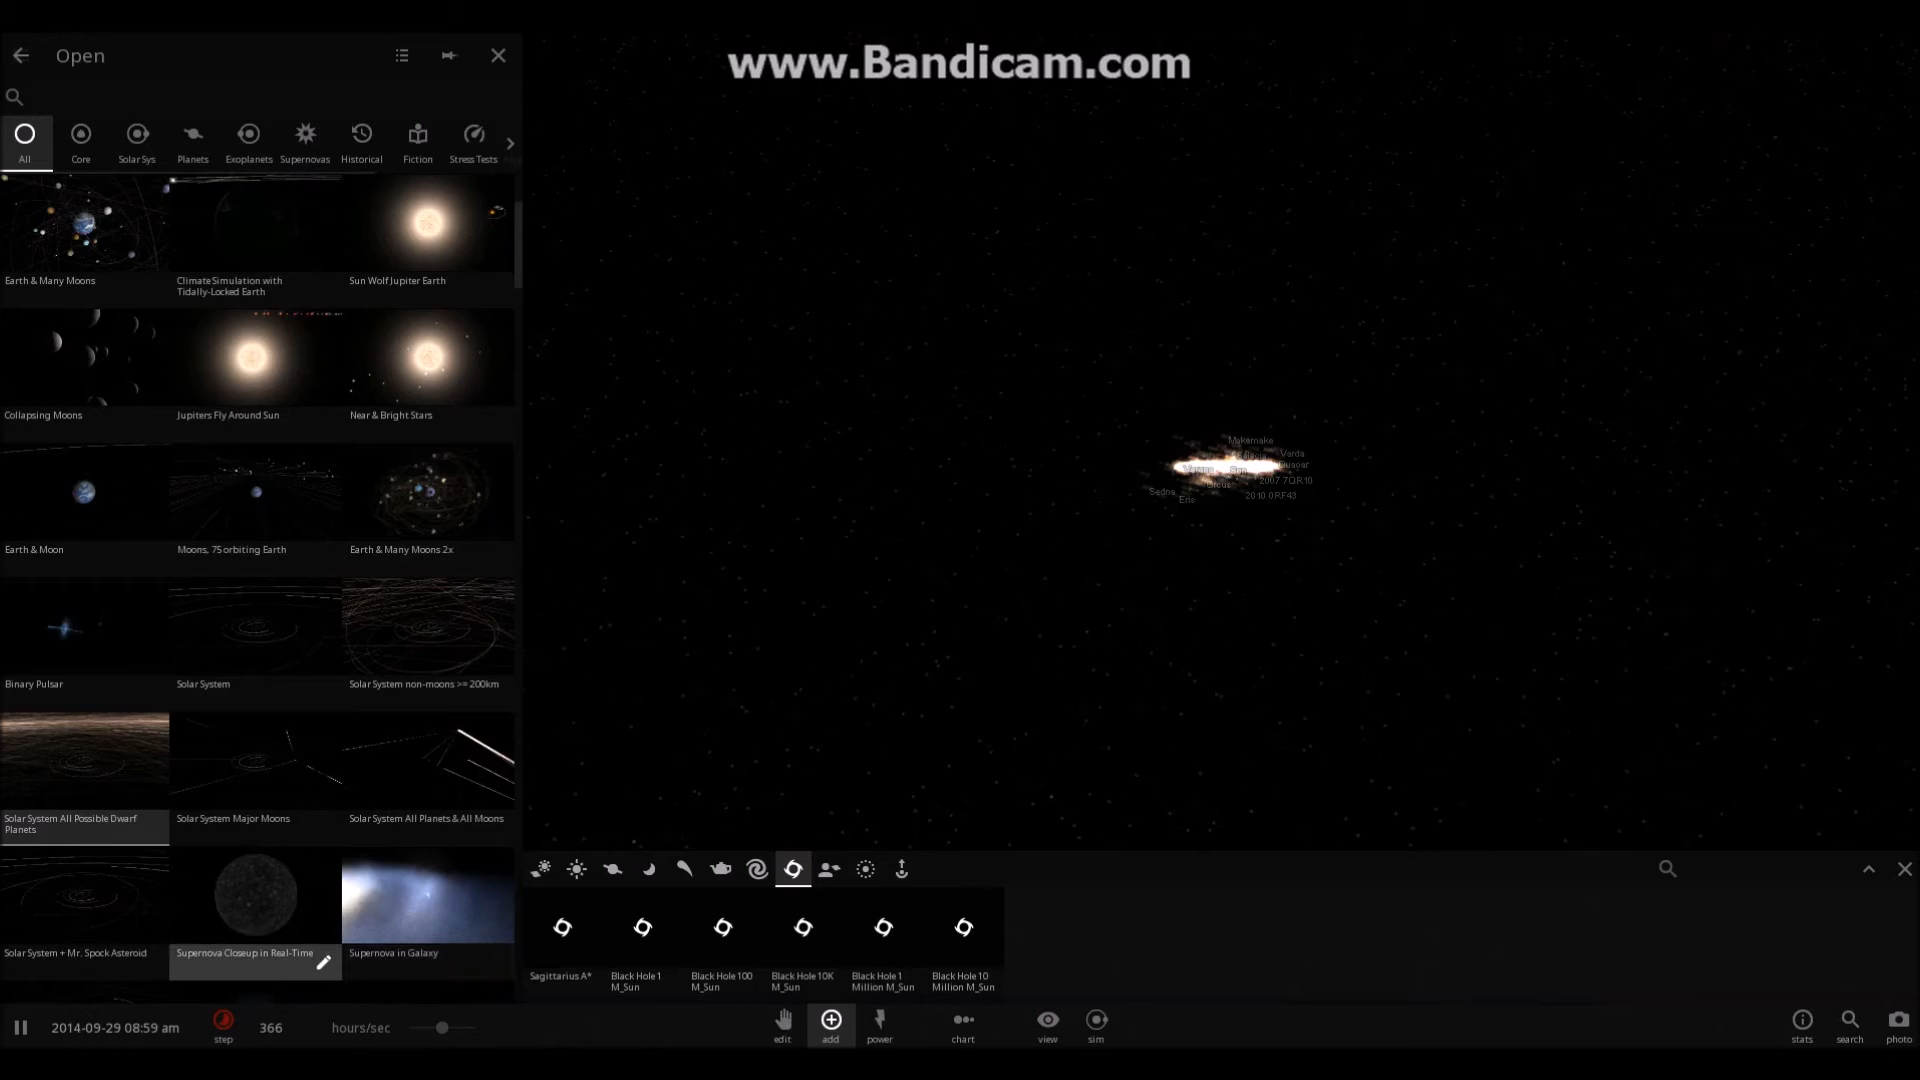 www.Bandicam.com
Open
All
Core
Solar Sys
Planets
Exoplanets
Supernovas
Historical
Fiction
Stress Tests
Earth & Many Moons
Climate Simulation with
Tidally-Locked Earth
Sun Wolf Jupiter Earth
Collapsing Moons
Jupiters Fly Around Sun
Near & Bright Stars
Earth & Moon
Moons, 75 orbiting Earth
Earth & Many Moons 2x
Binary Pulsar
Solar System
Solar System non-moons >= 200km
Solar System All Possible Dwarf
Planets
Solar System Major Moons
Solar System All Planets & All Moons
Solar System + Mr. Spock Asteroid
Supernova Closeup in Real-Time
Supernova in Galaxy
Makemake
Varda
Varuna
Sun
Orcus
2007 7QR10
Sedna
Eris
2010 0RF43
Sagittarius A*
Black Hole 1
M_Sun
Black Hole 100
M_Sun
Black Hole 10K
M_Sun
Black Hole 1
Million M_Sun
Black Hole 10
Million M_Sun
2014-09-29 08:59 am
step
366
hours/sec
edit
add
power
chart
view
sim
stats
search
photo